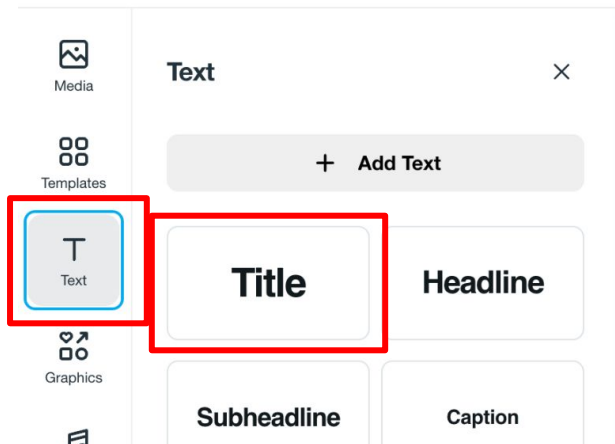 Media
Templates
T
Text
Graphics
Text
+ Add Text
Title
Headline
Subheadline
Caption